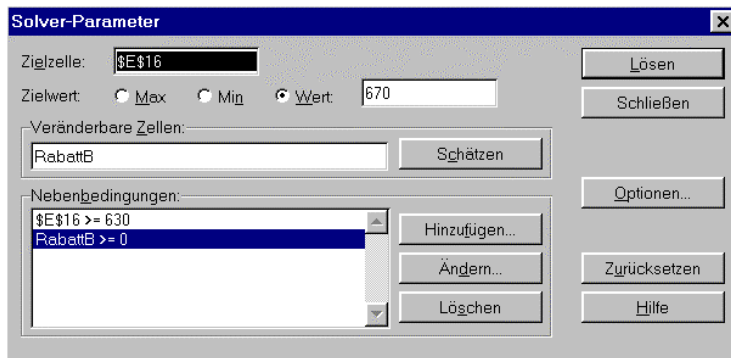 Solver-Parameter
Zielzelle: $E$16
Lösen
Zielwert: Max Min Wert: 670
Schließen
Veränderbare Zellen:
RabattB
Schätzen
Optionen...
Nebenbedingungen:
$E$16 >= 630
RabattB >= 0
Hinzufügen...
Ändern...
Zurücksetzen
Löschen
Hilfe